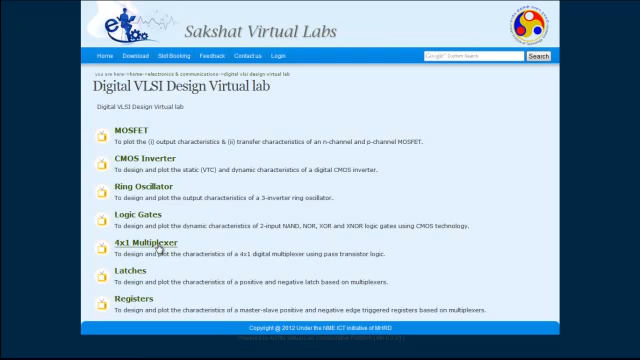 Sakshat Virtual Labs
Home Download Slot Booking Feedback Contact us Login
Google Custom Search Search
you are here->home->electronics & communications->digital vlsi design virtual lab
Digital VLSI Design Virtual lab
Digital VLSI Design Virtual lab
MOSFET
To plot the (i) output characteristics & (ii) transfer characteristics of an n-channel and p-channel MOSFET.
CMOS Inverter
To design and plot the static (VTC) and dynamic characteristics of a digital CMOS inverter.
Ring Oscillator
To design and plot the output characteristics of a 3-inverter ring oscillator.
Logic Gates
To design and plot the dynamic characteristics of 2-input NAND, NOR, XOR and XNOR logic gates using CMOS technology.
4x1 Multiplexer
To design and plot the characteristics of a 4x1 digital multiplexer using pass transistor logic.
Latches
To design and plot the characteristics of a positive and negative latch based on multiplexers.
Registers
To design and plot the characteristics of a master-slave positive and negative edge triggered registers based on multiplexers.
Copyright @ 2012 Under the NME ICT initiative of MHRD